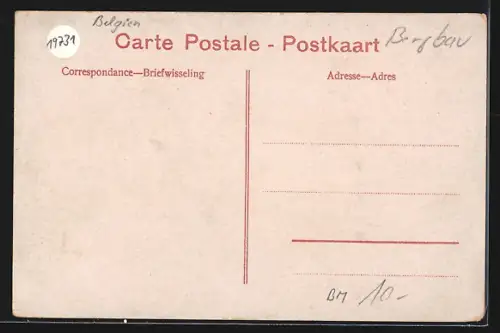 Belgien
19731
Carte Postale - Postkaart
Bergbau
Correspondance—Briefwisseling
Adresse—Adres
BM 10.-